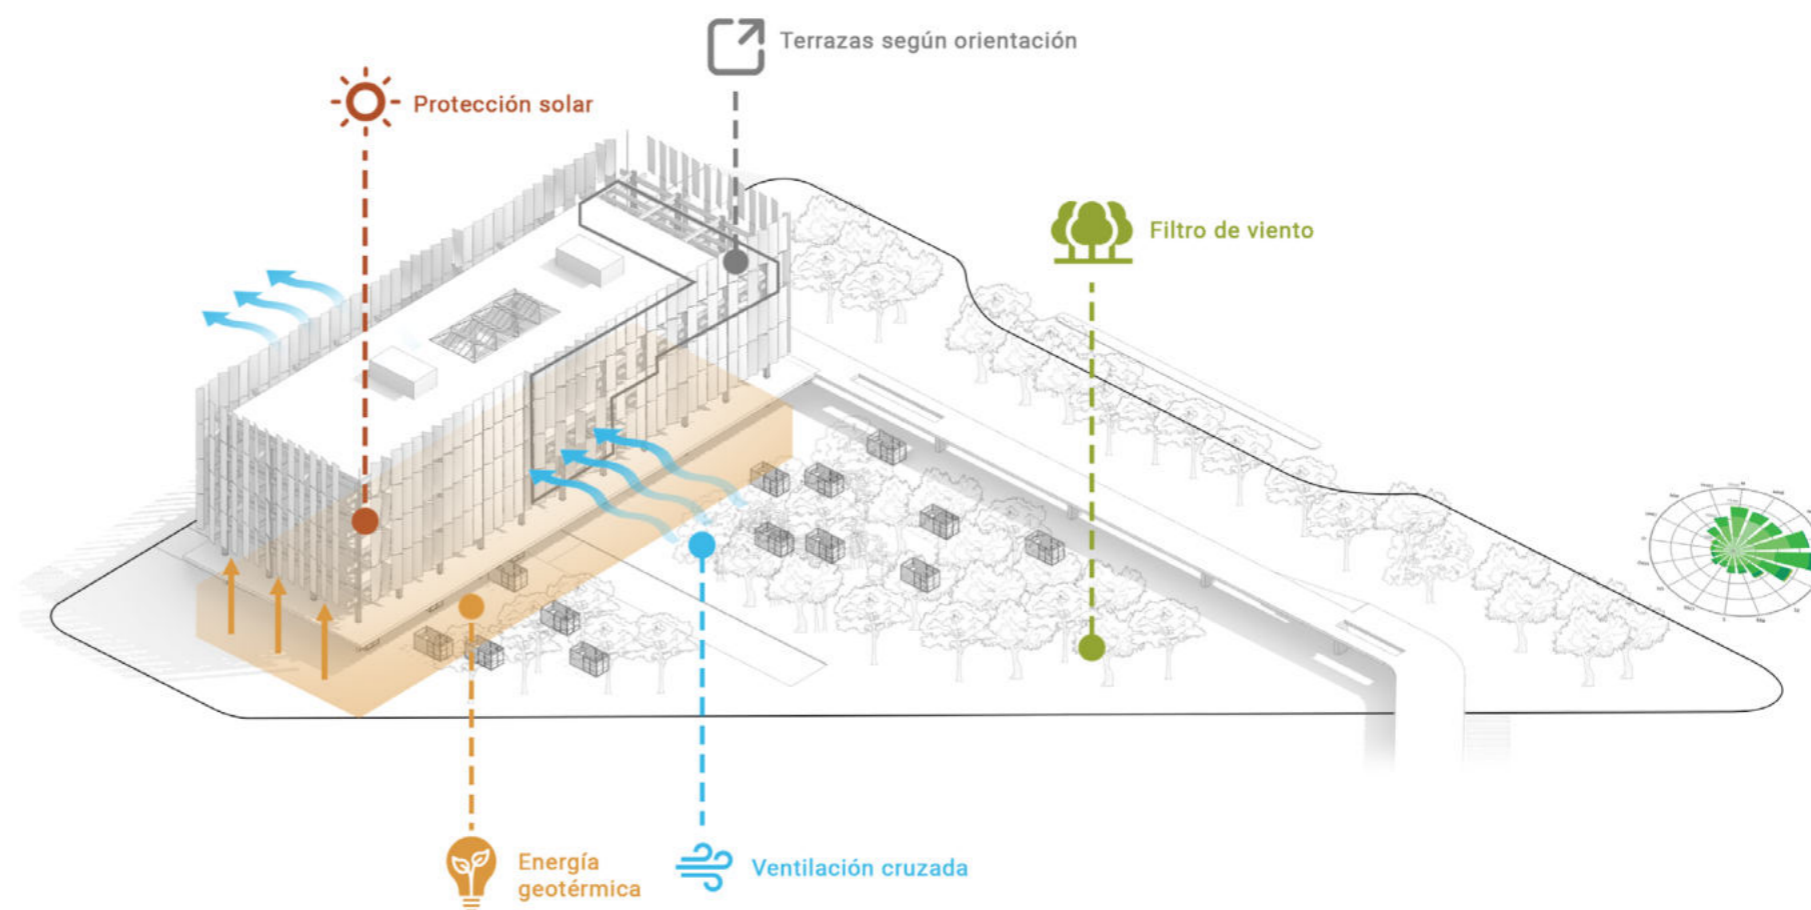 Terrazas según orientación
Protección solar
Filtro de viento
Energía
geotérmica
Ventilación cruzada